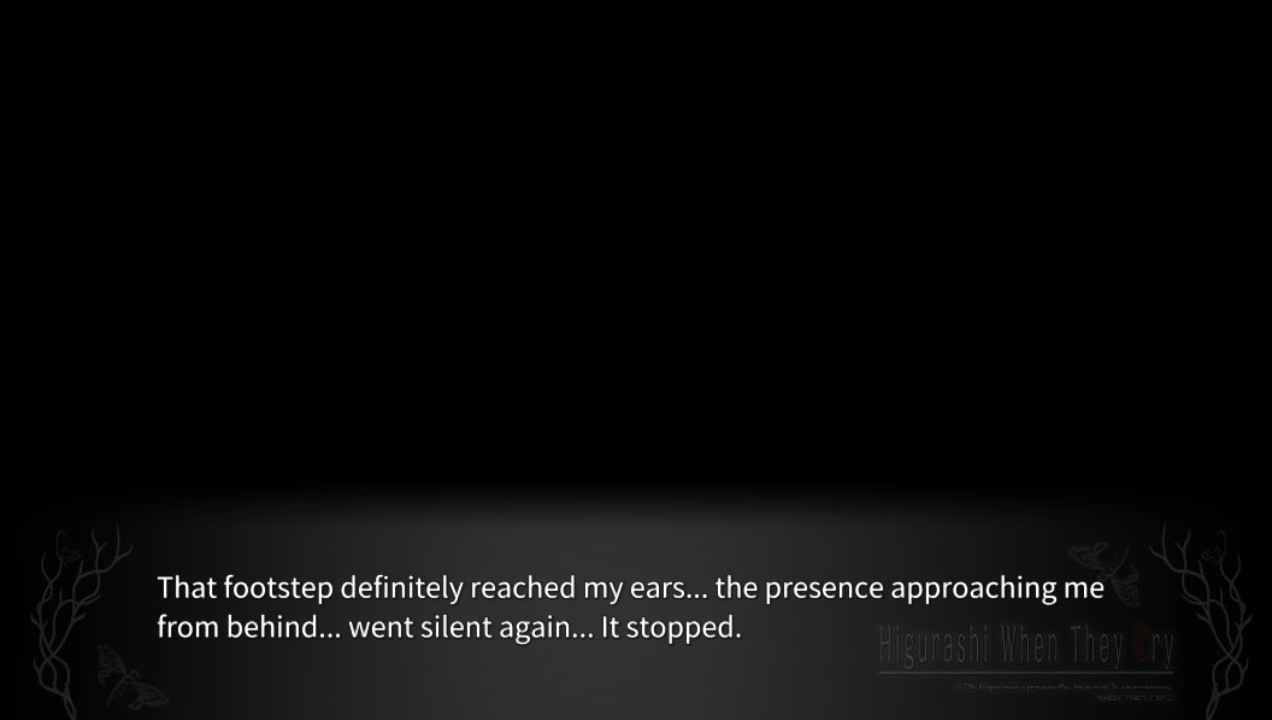 That footstep definitely reached my ears... the presence approaching me
from behind... went silent again... It stopped.
Higurashi When They Cry